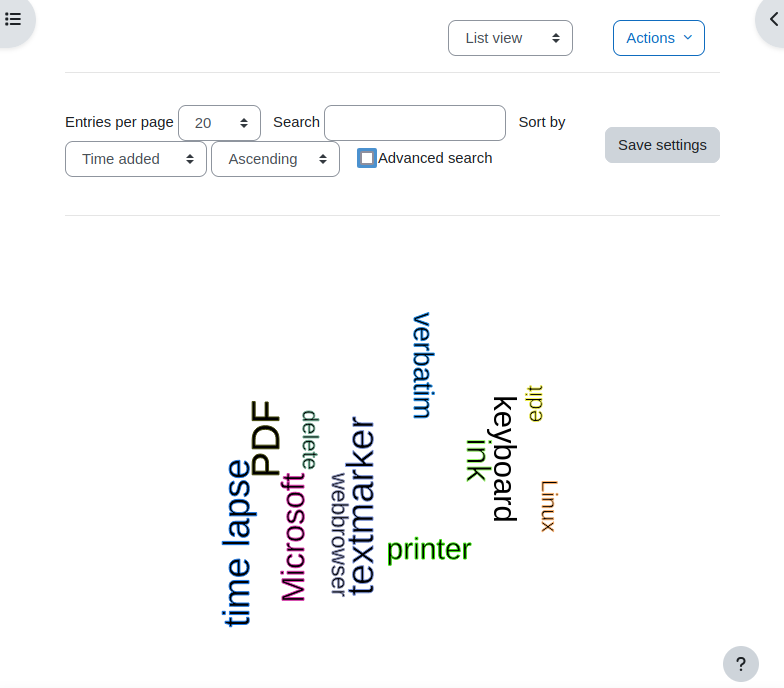 List view
Actions
Entries per page 20 Search Sort by
Time added Ascending Advanced search
Save settings
verbatim
edit
keyboard
ink
PDF
delete
textmarker
time lapse
Microsoft
webbrowser
Linux
printer
?